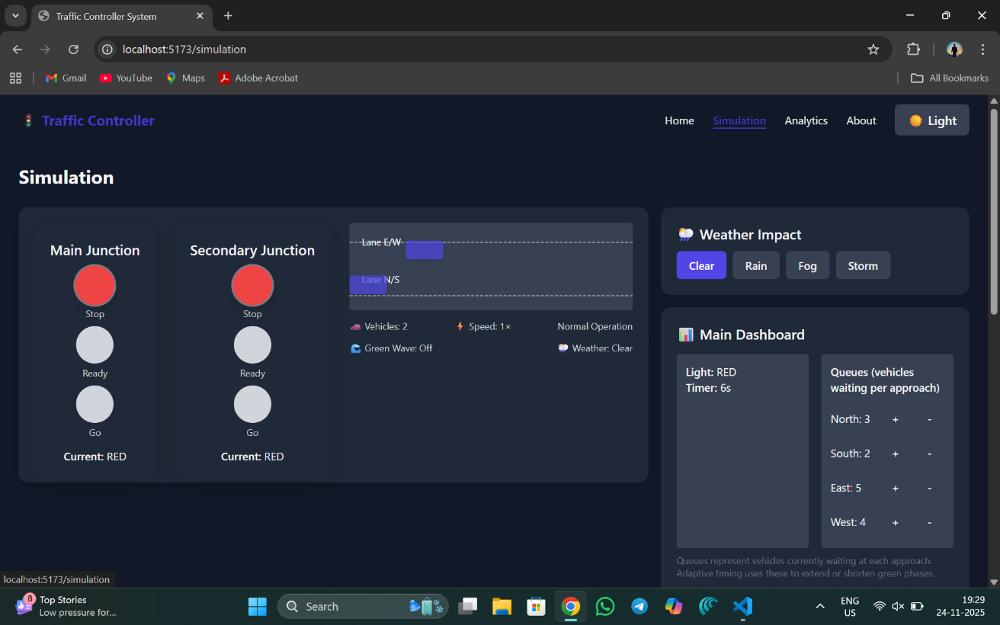 Traffic Controller System
localhost:5173/simulation
Gmail
YouTube
Maps
Adobe Acrobat
All Bookmarks
Traffic Controller
Home
Simulation
Analytics
About
Light
Simulation
Main Junction
Stop
Ready
Go
Current: RED
Secondary Junction
Stop
Ready
Go
Current: RED
Lane E/W
Lane N/S
Vehicles: 2
Speed: 1×
Normal Operation
Green Wave: Off
Weather: Clear
Weather Impact
Clear
Rain
Fog
Storm
Main Dashboard
Light: RED
Timer: 6s
Queues (vehicles
waiting per approach)
North: 3 + -
South: 2 + -
East: 5 + -
West: 4 + -
Queues represent vehicles currently waiting at each approach.
Adaptive timing uses these to extend or shorten green phases.
localhost:5173/simulation
8
Top Stories
Low pressure for...
Search
ENG
US
19:29
24-11-2025